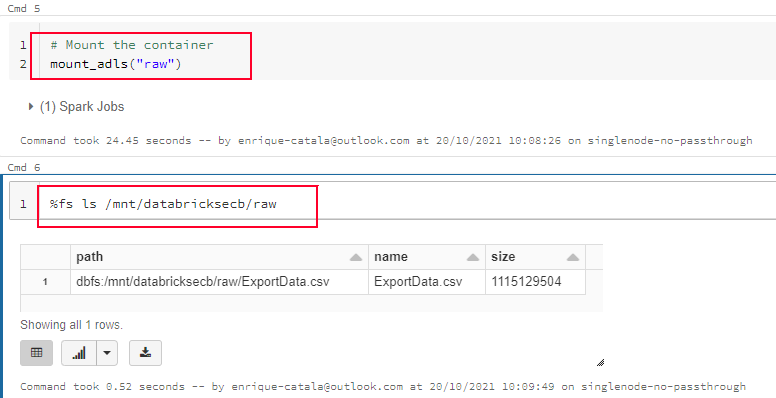 Cmd 5
1 # Mount the container
2 mount_adls("raw")
(1) Spark Jobs
Command took 24.45 seconds -- by enrique-catala@outlook.com at 20/10/2021 10:08:26 on singlenode-no-passthrough
Cmd 6
1 %fs ls /mnt/databricksecb/raw
path name size
1 dbfs:/mnt/databricksecb/raw/ExportData.csv ExportData.csv 1115129504
Showing all 1 rows.
Command took 0.52 seconds -- by enrique-catala@outlook.com at 20/10/2021 10:09:49 on singlenode-no-passthrough